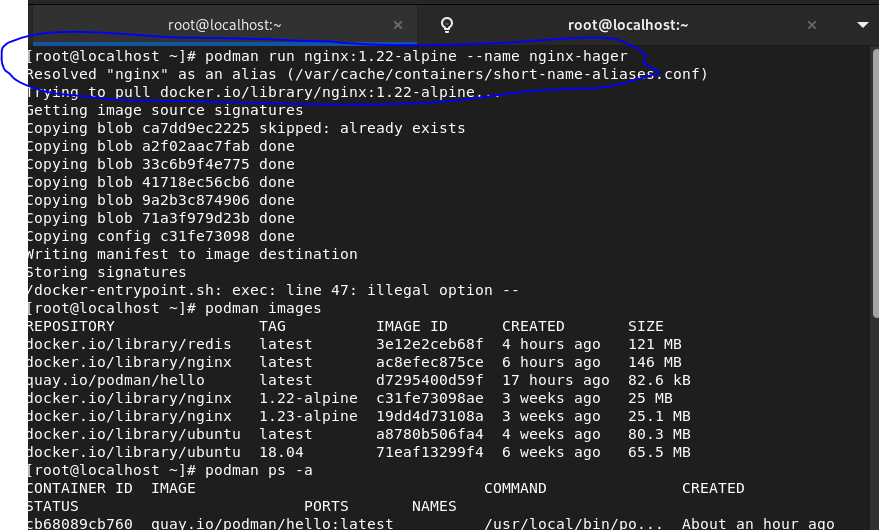 root@localhost:~
root@localhost:~
[root@localhost ~]# podman run nginx:1.22-alpine --name nginx-hager
Resolved "nginx" as an alias (/var/cache/containers/short-name-aliases.conf)
Trying to pull docker.io/library/nginx:1.22-alpine...
Getting image source signatures
Copying blob ca7dd9ec2225 skipped: already exists
Copying blob a2f02aac7fab done
Copying blob 33c6b9f4e775 done
Copying blob 41718ec56cb6 done
Copying blob 9a2b3c874906 done
Copying blob 71a3f979d23b done
Copying config c31fe73098 done
Writing manifest to image destination
Storing signatures
/docker-entrypoint.sh: exec: line 47: illegal option --
[root@localhost ~]# podman images
REPOSITORY TAG IMAGE ID CREATED SIZE
docker.io/library/redis latest 3e12e2ceb68f 4 hours ago 121 MB
docker.io/library/nginx latest ac8efec875ce 6 hours ago 146 MB
quay.io/podman/hello latest d7295400d59f 17 hours ago 82.6 kB
docker.io/library/nginx 1.22-alpine c31fe73098ae 3 weeks ago 25 MB
docker.io/library/nginx 1.23-alpine 19dd4d73108a 3 weeks ago 25.1 MB
docker.io/library/ubuntu latest a8780b506fa4 4 weeks ago 80.3 MB
docker.io/library/ubuntu 18.04 71eaf13299f4 6 weeks ago 65.5 MB
[root@localhost ~]# podman ps -a
CONTAINER ID IMAGE COMMAND CREATED
STATUS PORTS NAMES
cb68089cb760 quay.io/podman/hello:latest /usr/local/bin/po... About an hour ago